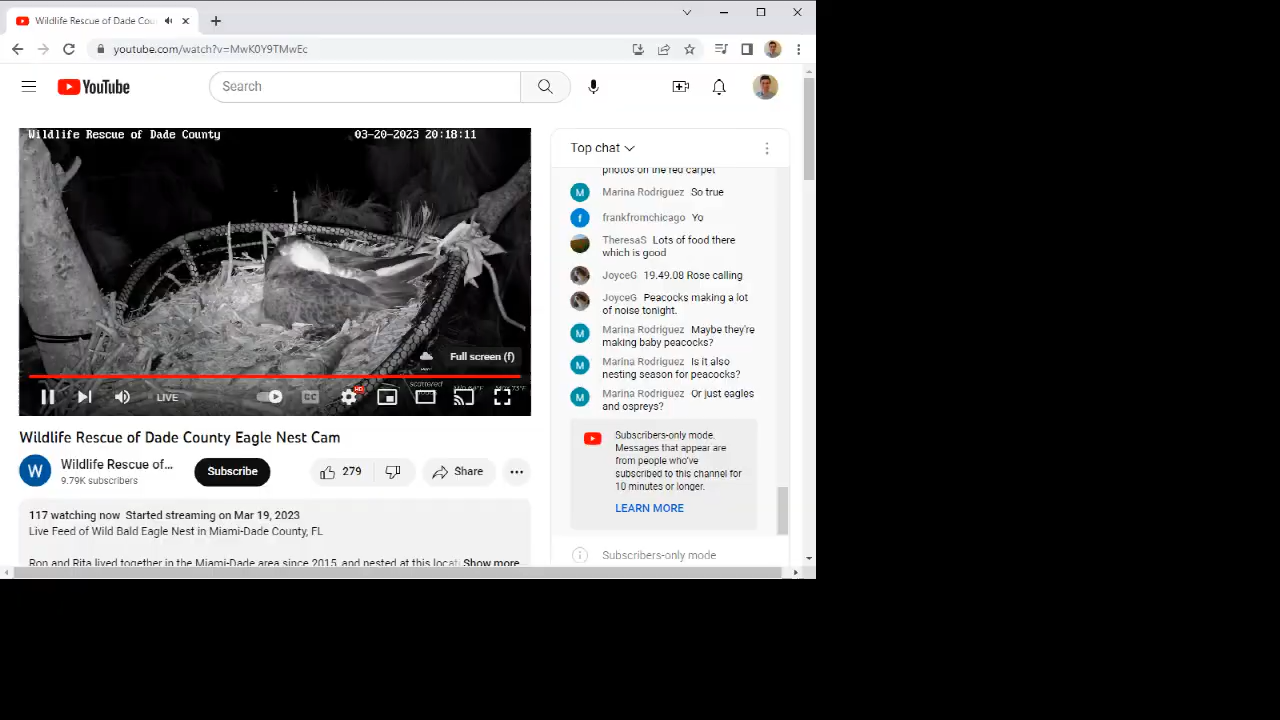 Wildlife Rescue of Dade Cou
youtube.com/watch?v=MwK0Y9TMwEc
YouTube
Search
Wildlife Rescue of Dade County
03-20-2023 20:18:11
Full screen (f)
scattered
LIVE
CC
HD
Wildlife Rescue of Dade County Eagle Nest Cam
W
Wildlife Rescue of...
9.79K subscribers
Subscribe
279
Share
117 watching now Started streaming on Mar 19, 2023
Live Feed of Wild Bald Eagle Nest in Miami-Dade County, FL
Ron and Rita lived together in the Miami-Dade area since 2015, and nested at this locat
Show more
Top chat
photos on the red carpet
M Marina Rodriguez So true
f frankfromchicago Yo
TheresaS Lots of food there
which is good
JoyceG 19.49.08 Rose calling
JoyceG Peacocks making a lot
of noise tonight.
M Marina Rodriguez Maybe they're
making baby peacocks?
M Marina Rodriguez Is it also
nesting season for peacocks?
M Marina Rodriguez Or just eagles
and ospreys?
Subscribers-only mode.
Messages that appear are
from people who've
subscribed to this channel for
10 minutes or longer.
LEARN MORE
Subscribers-only mode